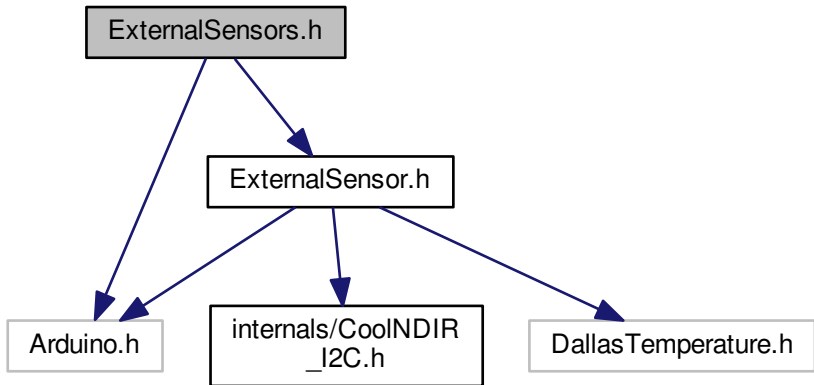 ExternalSensors.h
ExternalSensor.h
Arduino.h
internals/CoolNDIR
_I2C.h
DallasTemperature.h